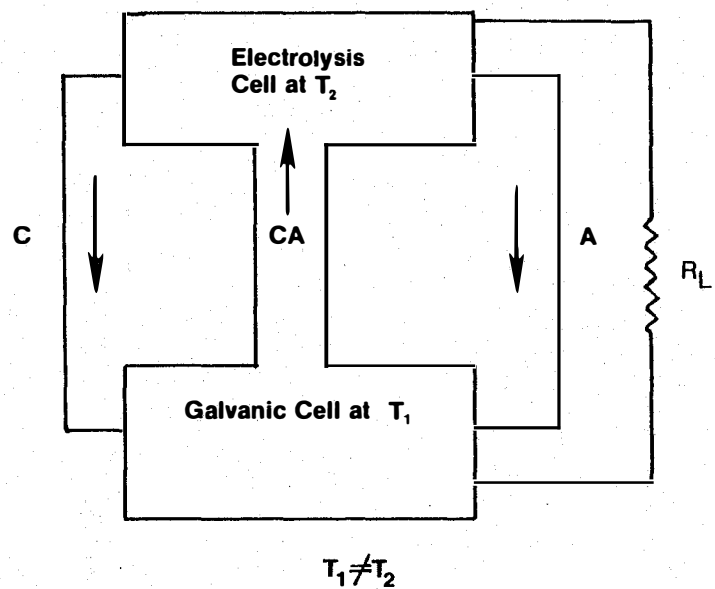 Electrolysis
Cell at T₂
C
CA
A
R_L
Galvanic Cell at T₁
T₁≠T₂